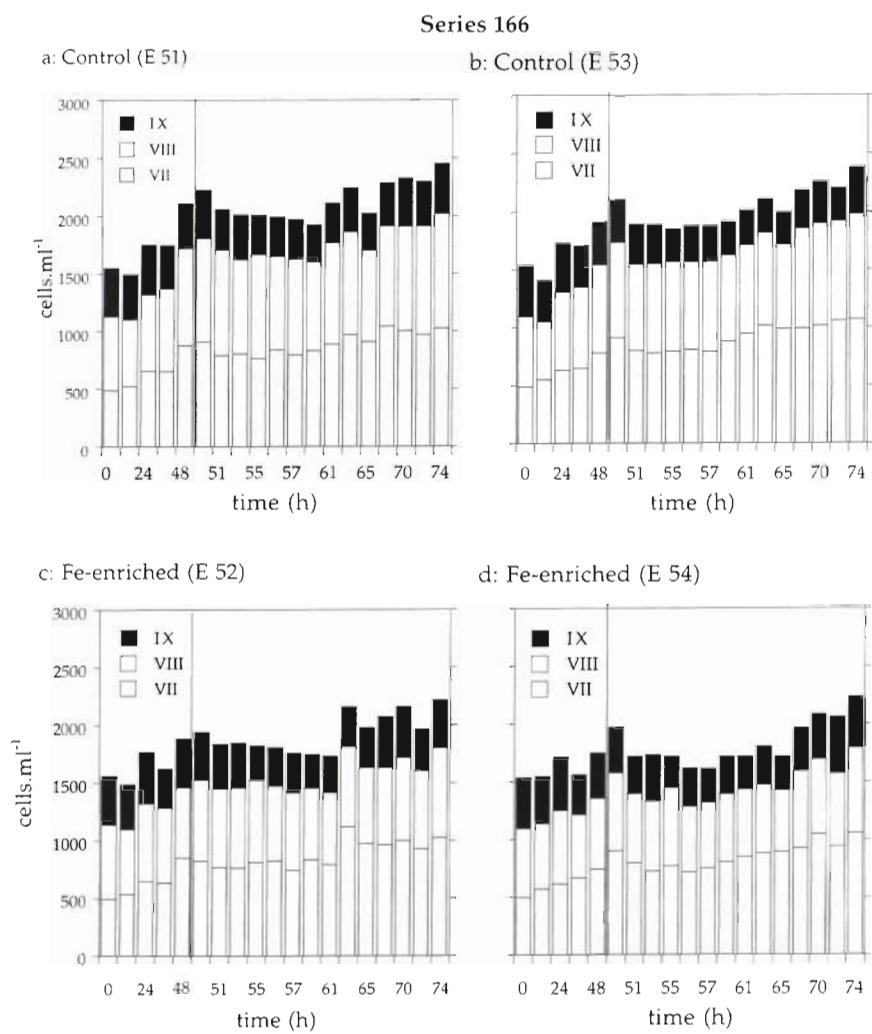 Series 166
a: Control (E 51)
b: Control (E 53)
3000
2500
2000
1500
1000
500
0
cells.ml-1
IX
VIII
VII
0 24 48 51 55 57 61 65 70 74
time (h)
IX
VIII
VII
0 24 48 51 55 57 61 65 70 74
time (h)
c: Fe-enriched (E 52)
d: Fe-enriched (E 54)
3000
2500
2000
1500
1000
500
0
cells.ml-1
IX
VIII
VII
0 24 48 51 55 57 61 65 70 74
time (h)
IX
VIII
VII
0 24 48 51 55 57 61 65 70 74
time (h)